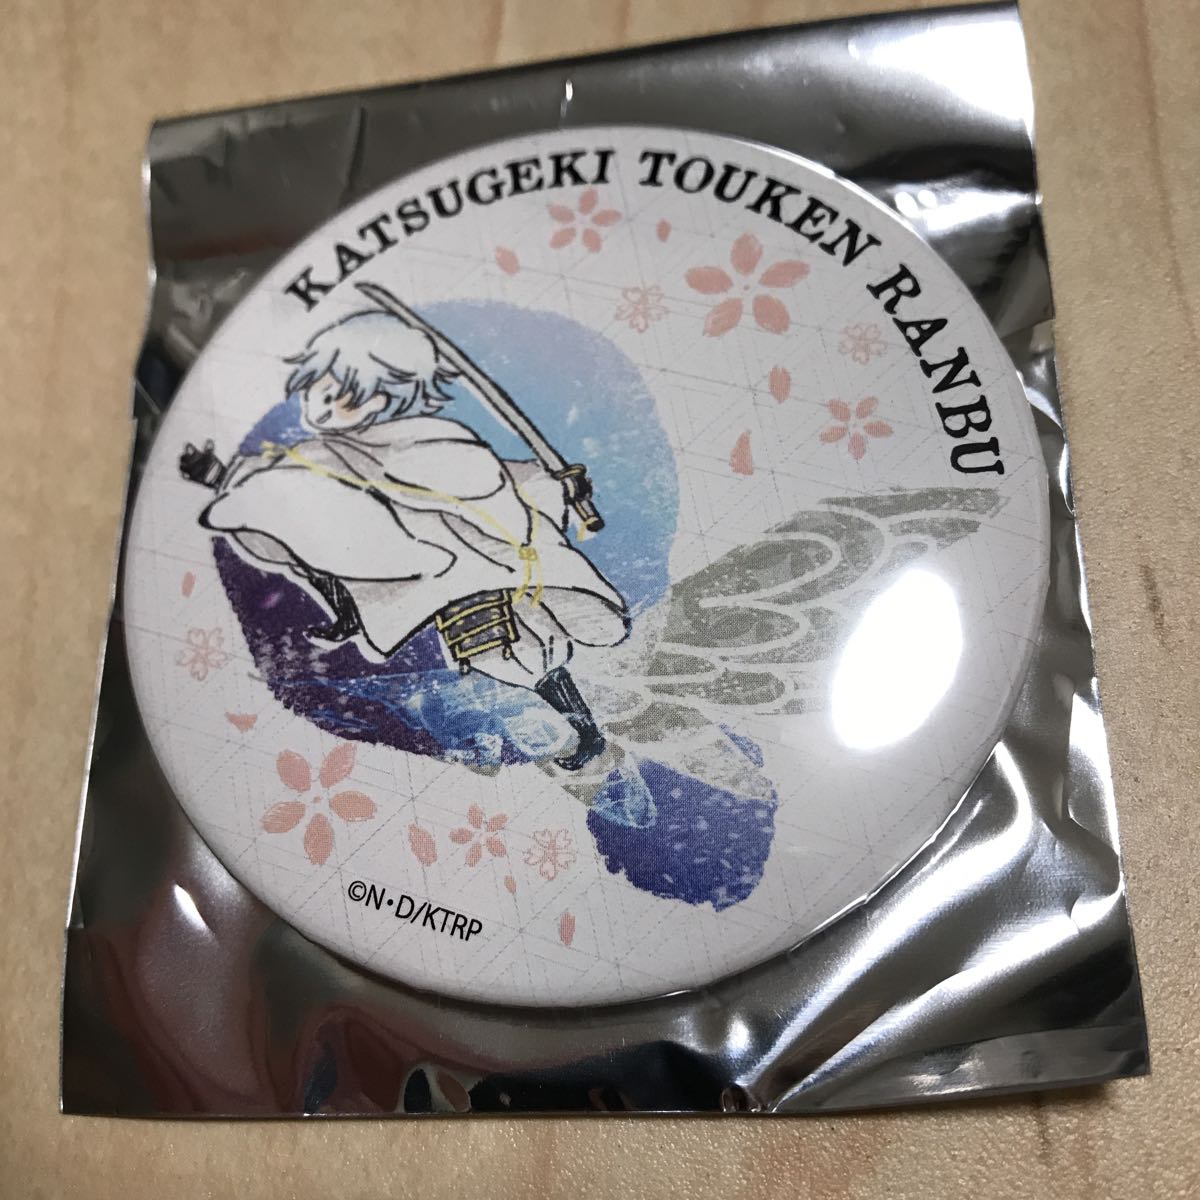 KATSUGEKI TOUKEN RANBU
©N・D/KTRP